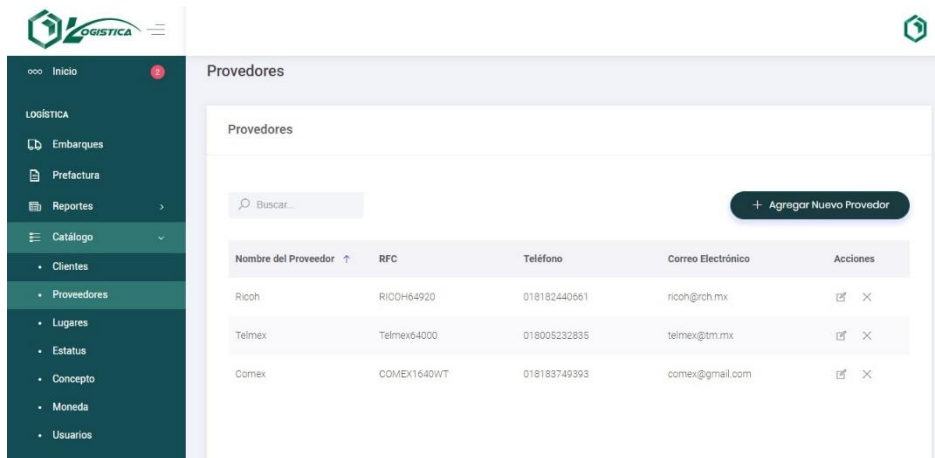 LOGISTICA
Inicio 2
Provedores
LOGÍSTICA
Embarques
Prefactura
Reportes
Catálogo
Clientes
Proveedores
Lugares
Estatus
Concepto
Moneda
Usuarios
Provedores
Buscar...
+ Agregar Nuevo Provedor
Nombre del Proveedor ↑ RFC Teléfono Correo Electrónico Acciones
Ricoh RICOH64920 018182440661 ricoh@rch.mx
Telmex Telmex64000 018005232835 telmex@tm.mx
Comex COMEX1640WT 018183749393 comex@gmail.com